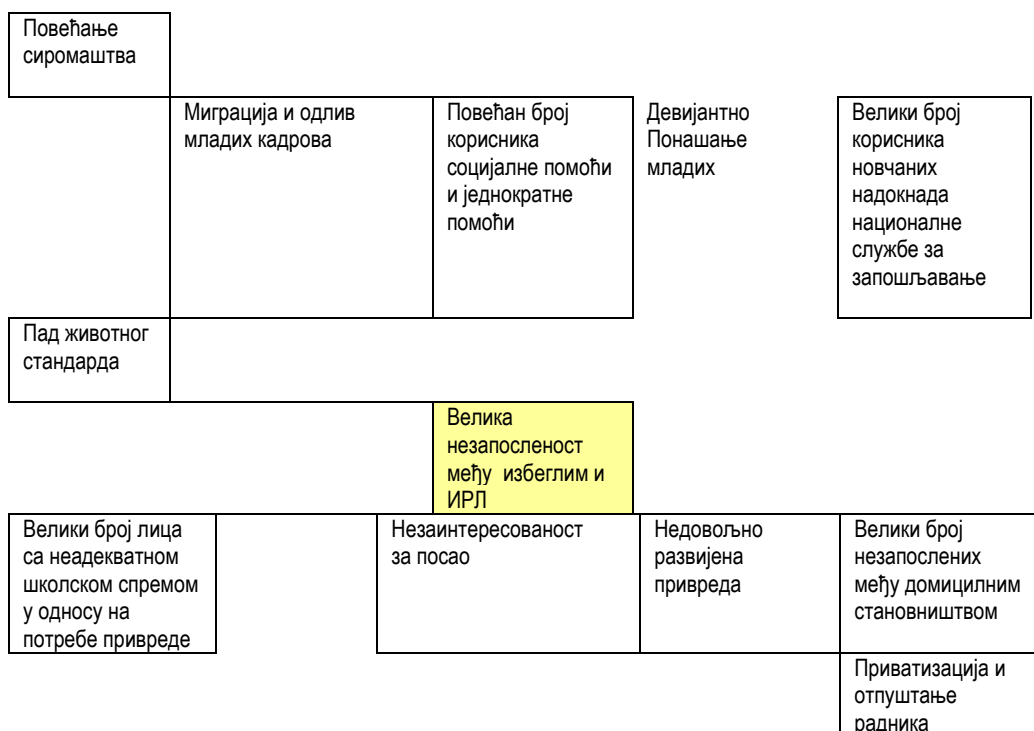 Повећање
сиромаштва
Миграција и одлив
младих кадрова
Повећан број
корисника
социјалне помоћи
и једнократне
помоћи
Девијантно
Понашање
младих
Велики број
корисника
новчаних
надокнада
националне
службе за
запошљавање
Пад животног
стандарда
Велика
незапосленост
међу избеглим и
ИРЛ
Велики број лица
са неадекватном
школском спремом
у односу на
потребе привреде
Незаинтересованост
за посао
Недовољно
развијена
привреда
Велики број
незапослених
међу домицилним
становништвом
Приватизација и
отпуштање
радника